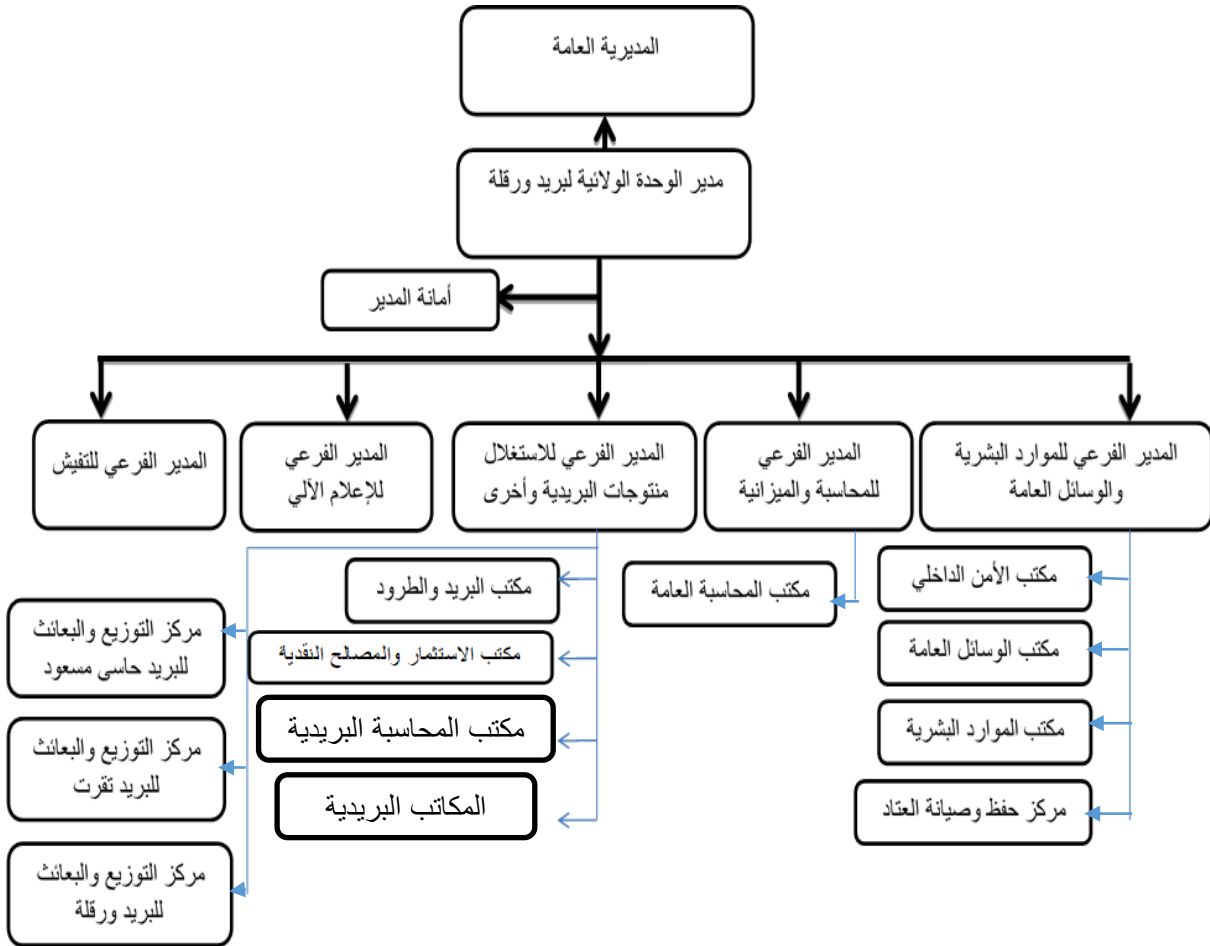 المديرية العامة
مدير الوحدة الولائية لبريد ورقلة
أمانة المدير
المدير الفرعي للموارد البشرية
والوسائل العامة
المدير الفرعي
للمحاسبة والميزانية
المدير الفرعي للاستغلال
منتوجات البريدية وأخرى
المدير الفرعي
للإعلام الآلي
المدير الفرعي للتفيش
مكتب الأمن الداخلي
مكتب الوسائل العامة
مكتب الموارد البشرية
مركز حفظ وصيانة العتاد
مكتب المحاسبة العامة
مكتب البريد والطرود
مكتب الاستثمار والمصالح النقدية
مكتب المحاسبة البريدية
المكاتب البريدية
مركز التوزيع والبعائث
للبريد حاسي مسعود
مركز التوزيع والبعائث
للبريد تقرت
مركز التوزيع والبعائث
للبريد ورقلة